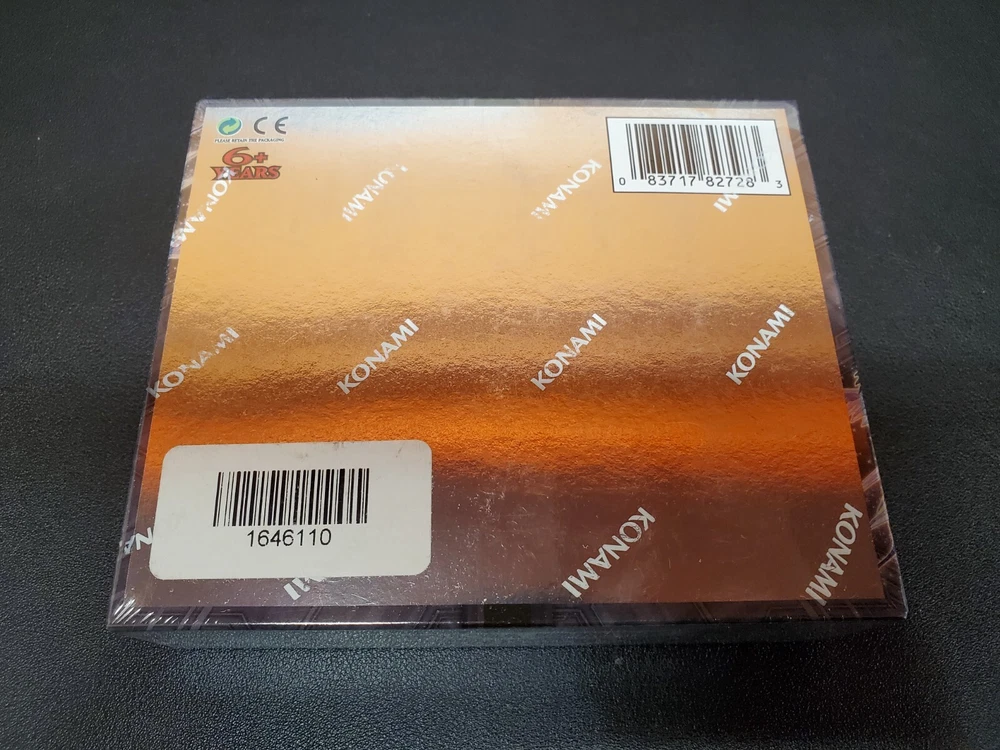 CE
PLEASE RETAIN THE PACKAGING
6+
YEARS
0 83717 82728 3
KONAMI
KONAMI
KONAMI
KONAMI
KONAMI
KONAMI
KONAMI
KONAMI
KONAMI
1646110